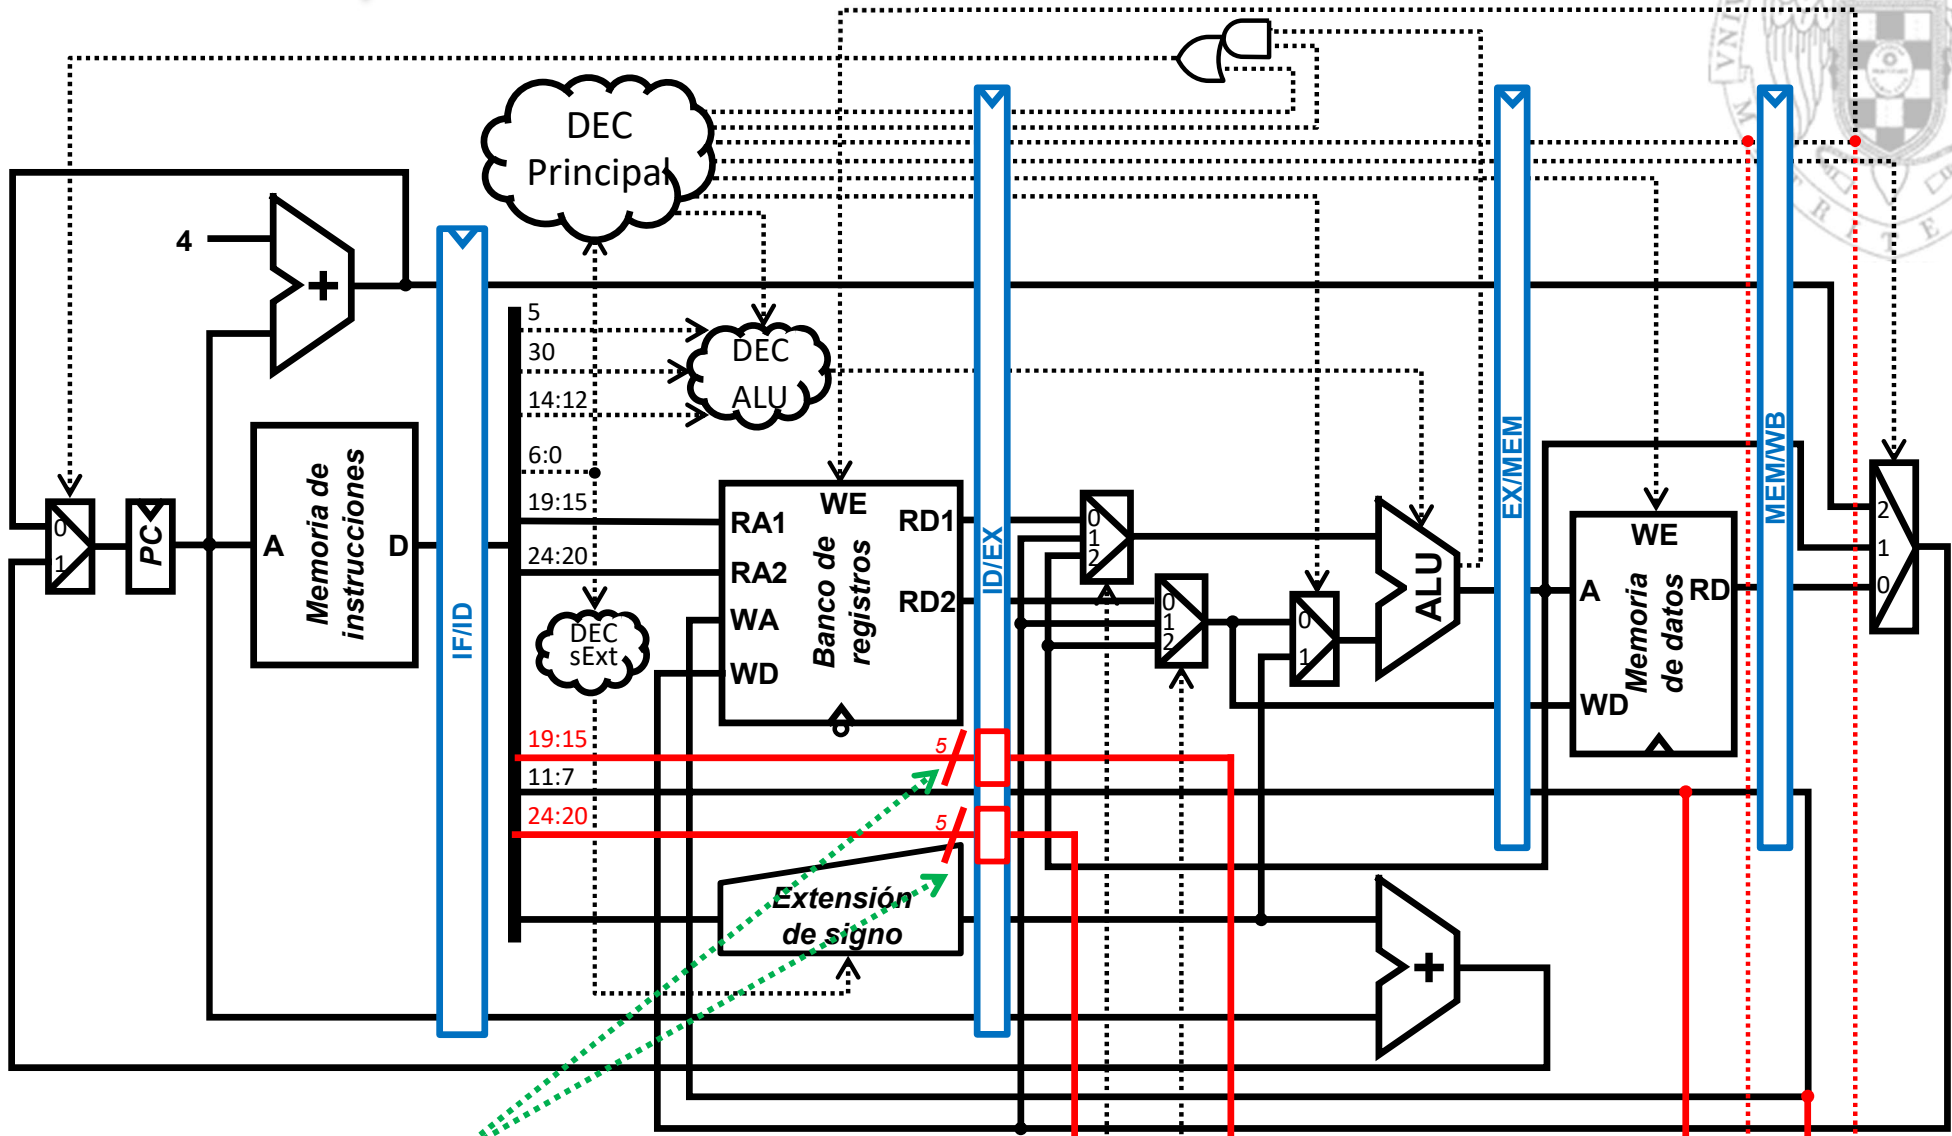 DEC
Principal
4
5
30
14:12
6:0
19:15
24:20
DEC
ALU
DEC
sExt
Memoria de
instrucciones
A
D
PC
0
1
IF/ID
RA1
RA2
WA
WD
WE
RD1
RD2
Banco de
registros
ID/EX
0
1
2
0
1
2
0
1
ALU
EX/MEM
WE
A
RD
WD
Memoria
de datos
MEM/WB
2
1
0
19:15
5
11:7
24:20
5
Extensión
de signo
+
+